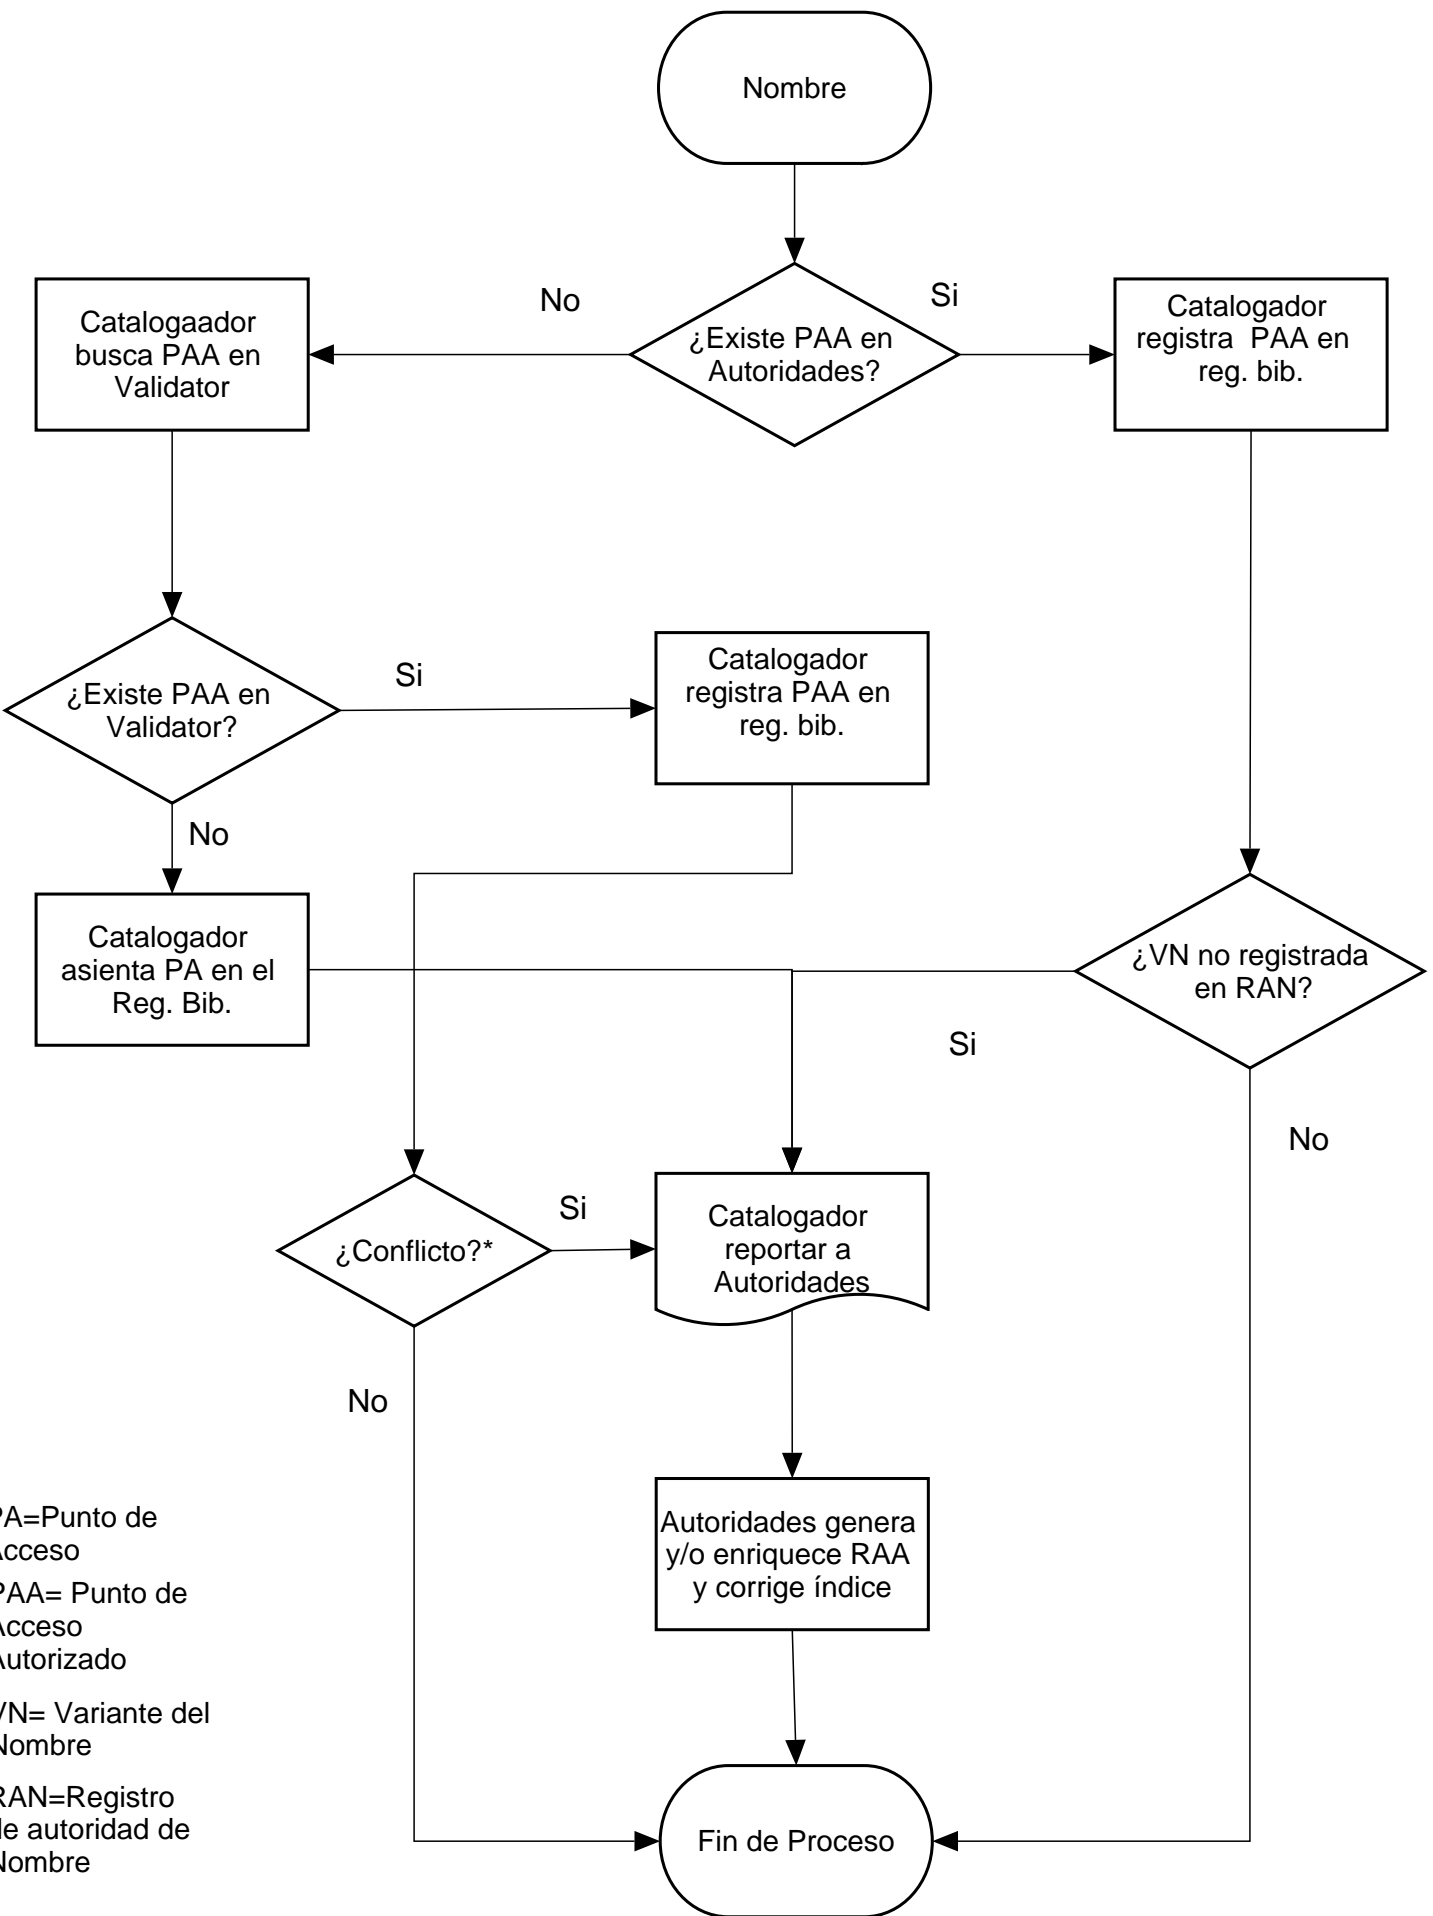 Nombre
No
Si
Catalogaador
busca PAA en
Validator
¿Existe PAA en
Autoridades?
Catalogador
registra PAA en
reg. bib.
¿Existe PAA en
Validator?
Si
Catalogador
registra PAA en
reg. bib.
No
Catalogador
asienta PA en el
Reg. Bib.
¿VN no registrada
en RAN?
Si
No
¿Conflicto?*
Si
Catalogador
reportar a
Autoridades
No
Autoridades genera
y/o enriquece RAA
y corrige índice
PA=Punto de
Acceso
PAA= Punto de
Acceso
Autorizado
VN= Variante del
Nombre
RAN=Registro
de autoridad de
Nombre
Fin de Proceso